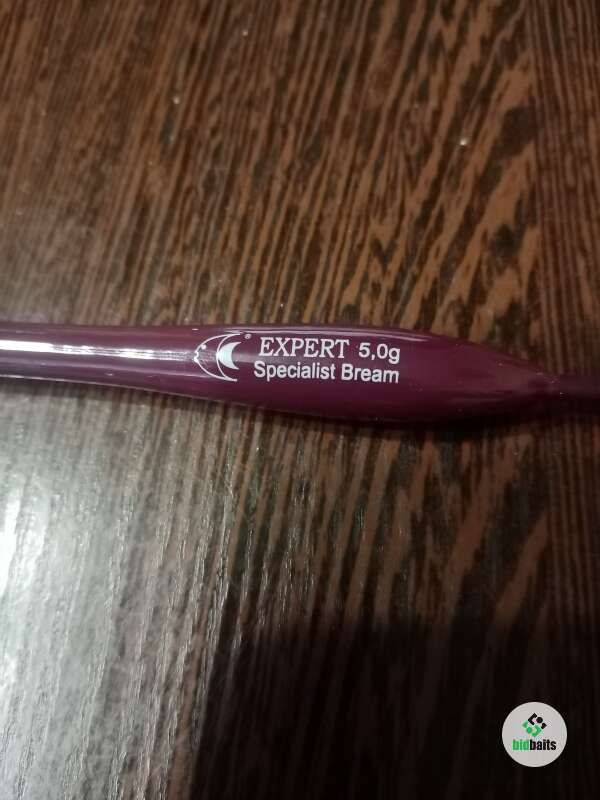 EXPERT 5,0g
Specialist Bream
bidbaits